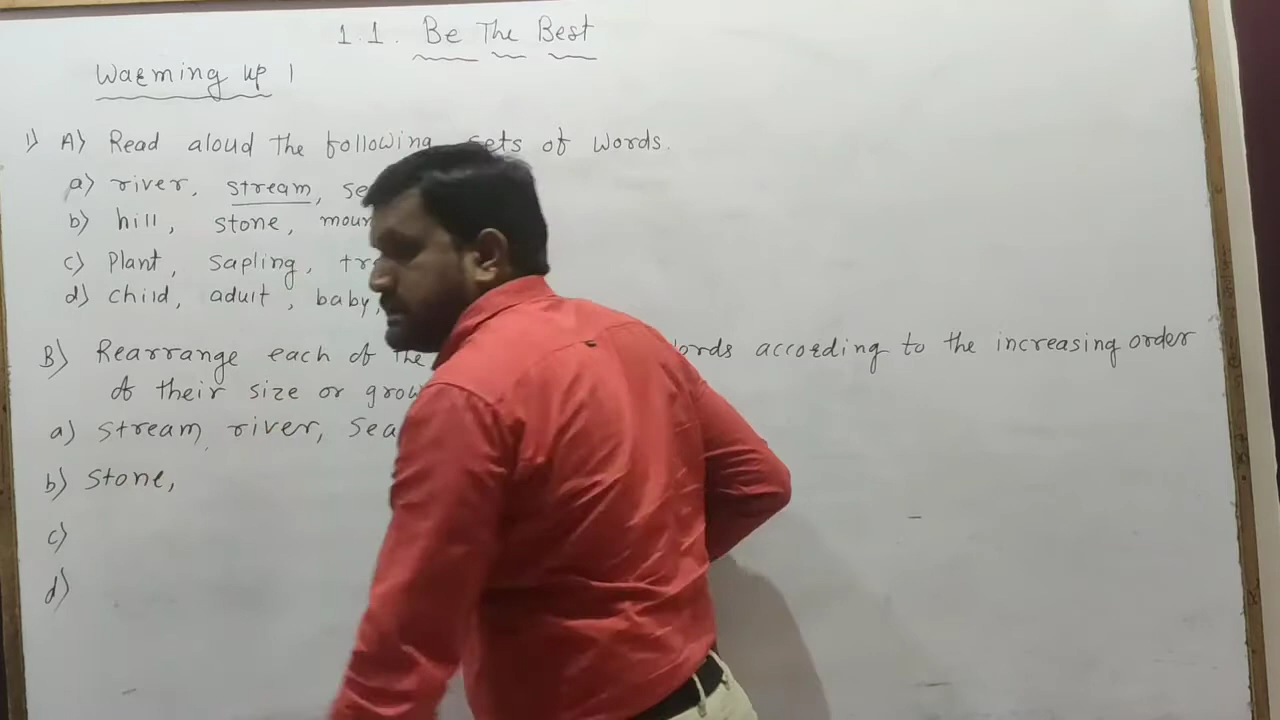 1.1. Be The Best
Warming up 1
1) A) Read aloud the following sets of words.
a) river, stream, se
b) hill, stone, moun
c) Plant, sapling, tr
d) child, adult, baby,
B) Rearrange each of the ords according to the increasing order
of their size or grow
a) stream, river, Sea
b) stone,
c)
d)